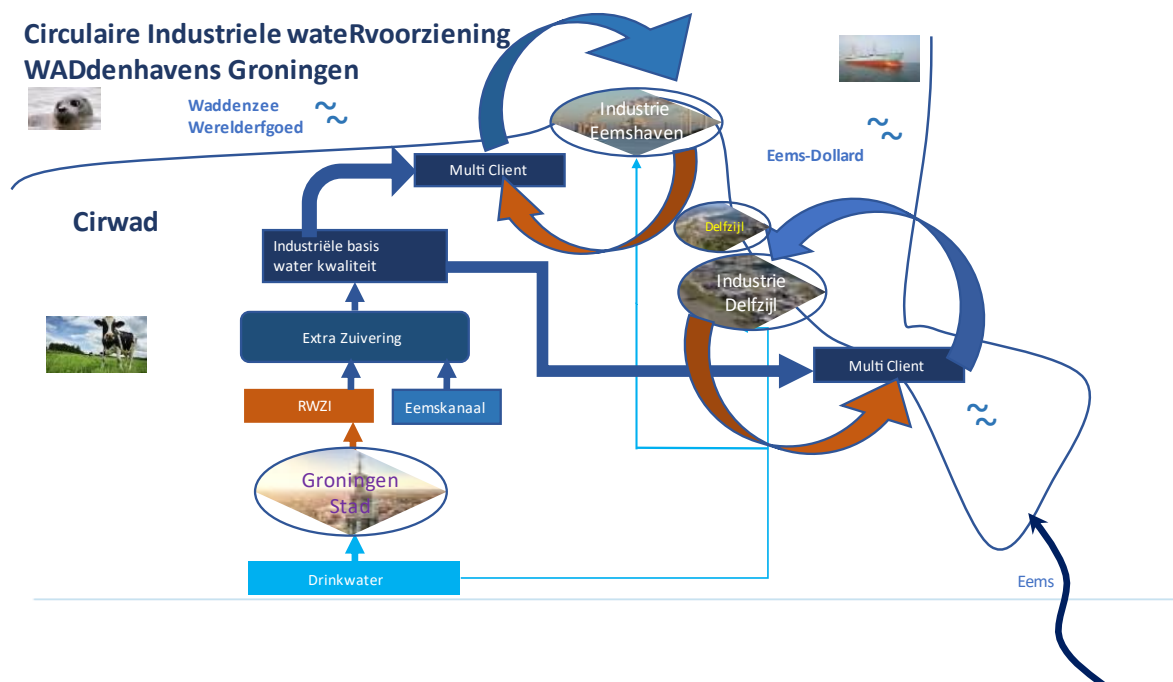 Circulaire Industriele wateRvoorziening
WADdenhavens Groningen
Waddenzee
Werelderfgoed
Industrie
Eemshaven
Eems-Dollard
Multi Client
Cirwad
Delfzijl
Industriële basis
water kwaliteit
Industrie
Delfzijl
Extra Zuivering
Multi Client
RWZI
Eemskanaal
Groningen
Stad
Drinkwater
Eems